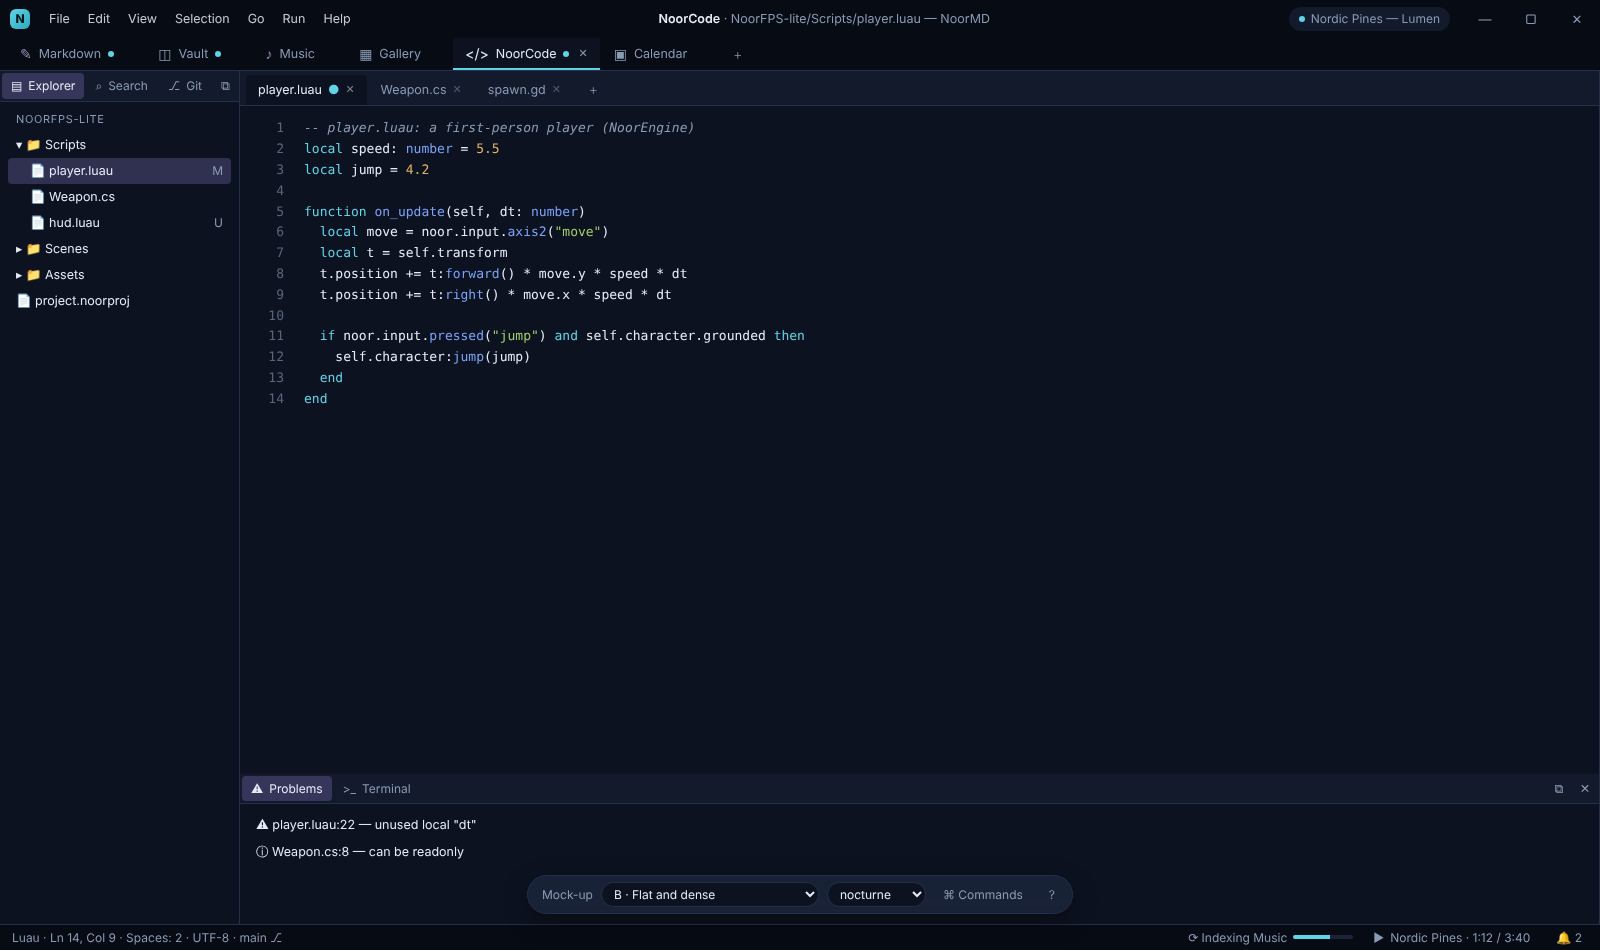 N File Edit View Selection Go Run Help NoorCode · NoorFPS-lite/Scripts/player.luau — NoorMD Nordic Pines — Lumen
Markdown Vault Music Gallery </> NoorCode × Calendar +
Explorer Search Git
player.luau × Weapon.cs × spawn.gd × +
NOORFPS-LITE
Scripts
player.luau M
Weapon.cs
hud.luau U
Scenes
Assets
project.noorproj
1 -- player.luau: a first-person player (NoorEngine)
2 local speed: number = 5.5
3 local jump = 4.2
4
5 function on_update(self, dt: number)
6 local move = noor.input.axis2("move")
7 local t = self.transform
8 t.position += t:forward() * move.y * speed * dt
9 t.position += t:right() * move.x * speed * dt
10
11 if noor.input.pressed("jump") and self.character.grounded then
12 self.character:jump(jump)
13 end
14 end
Problems >_ Terminal
player.luau:22 — unused local "dt"
Weapon.cs:8 — can be readonly
Mock-up B · Flat and dense nocturne ⌘ Commands ?
Luau · Ln 14, Col 9 · Spaces: 2 · UTF-8 · main Indexing Music Nordic Pines · 1:12 / 3:40 2